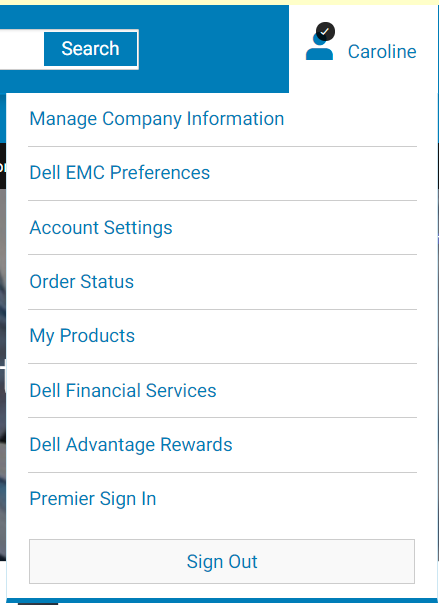 Search
Caroline
Manage Company Information
Dell EMC Preferences
Account Settings
Order Status
My Products
Dell Financial Services
Dell Advantage Rewards
Premier Sign In
Sign Out